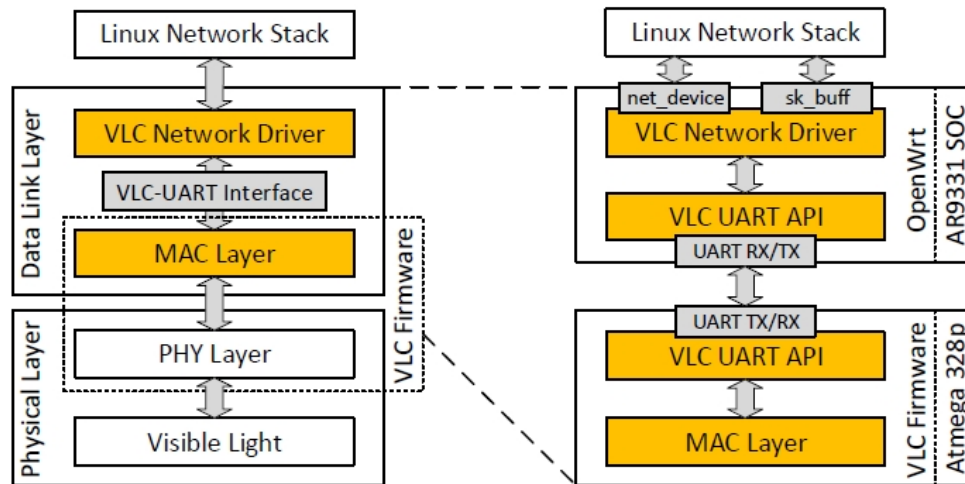 Linux Network Stack
Data Link Layer
VLC Network Driver
VLC-UART Interface
MAC Layer
VLC Firmware
Physical Layer
PHY Layer
Visible Light
Linux Network Stack
net_device
sk_buff
VLC Network Driver
VLC UART API
UART RX/TX
OpenWrt
AR9331 SOC
UART TX/RX
VLC UART API
MAC Layer
VLC Firmware
Atmega 328p